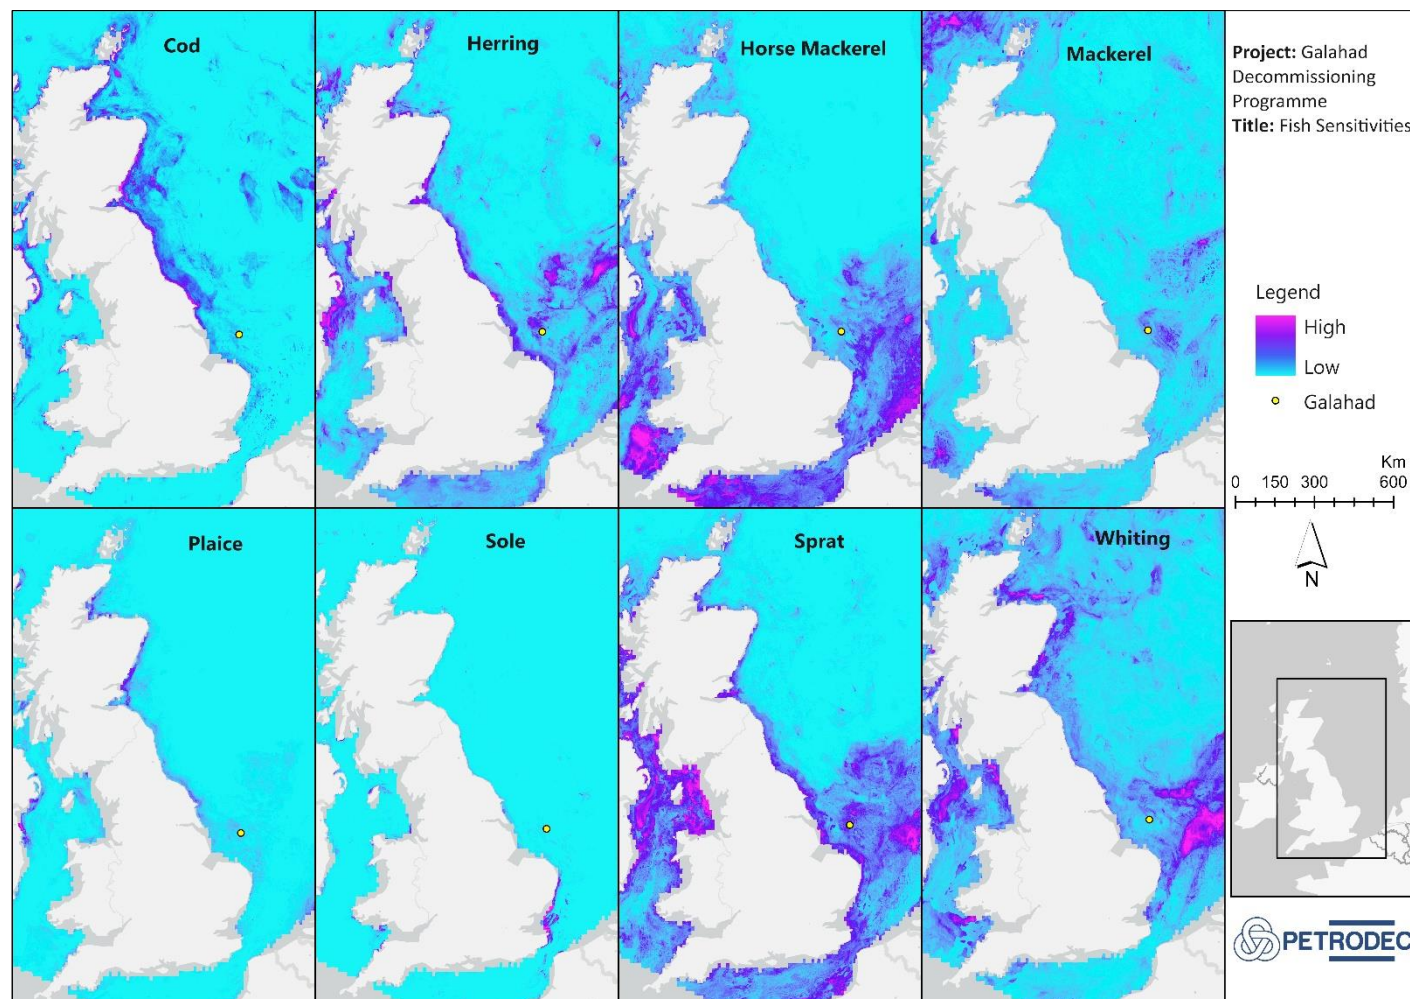 Cod
Herring
Horse Mackerel
Mackerel
Plaice
Sole
Sprat
Whiting
Project: Galahad
Decommissioning
Programme
Title: Fish Sensitivities
Legend
High
Low
Galahad
Km
0 150 300 600
N
PETRODEC